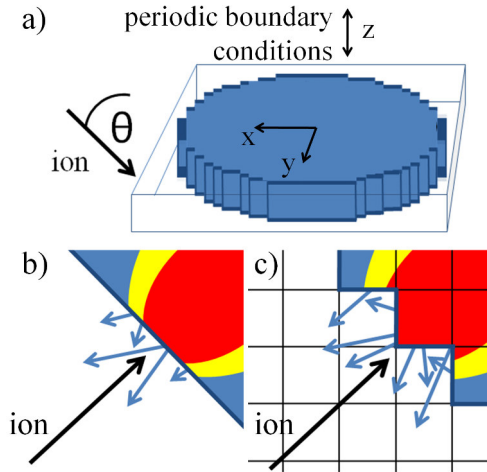 a)
periodic boundary
conditions
z
θ
ion
x
y
b)
ion
c)
ion